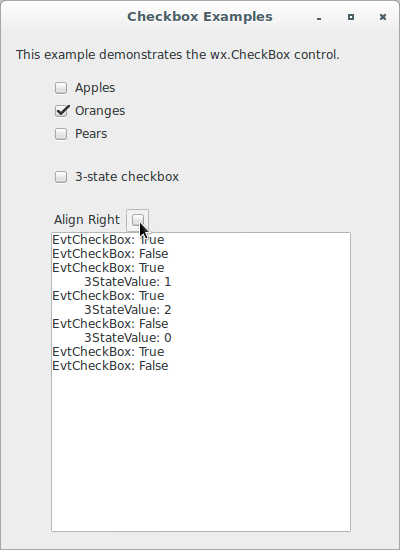 Checkbox Examples
This example demonstrates the wx.CheckBox control.
Apples
Oranges
Pears
3-state checkbox
Align Right
EvtCheckBox: True
EvtCheckBox: False
EvtCheckBox: True
3StateValue: 1
EvtCheckBox: True
3StateValue: 2
EvtCheckBox: False
3StateValue: 0
EvtCheckBox: True
EvtCheckBox: False